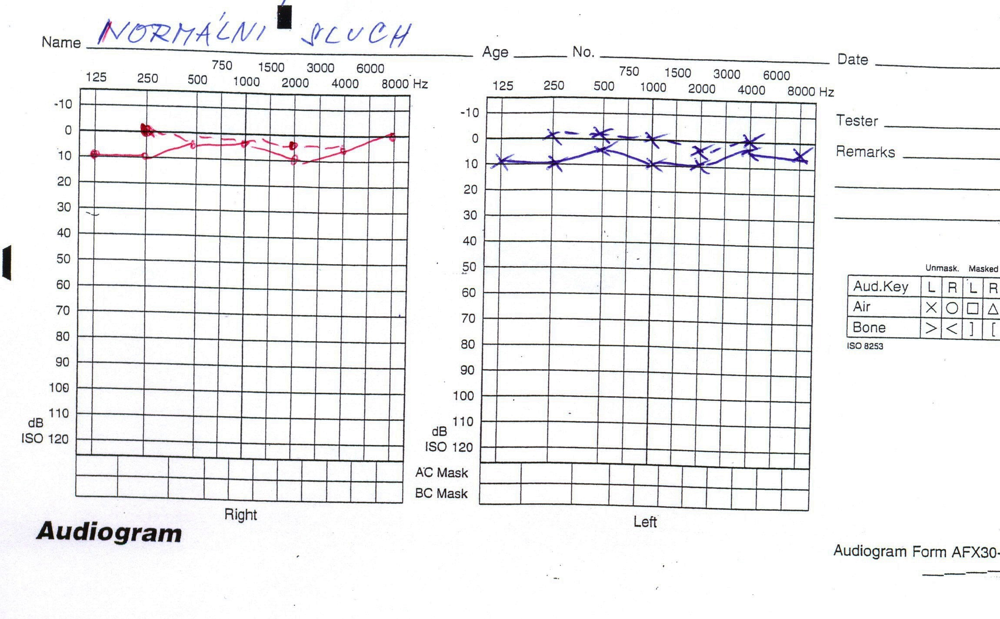 Name NORMÁLNÍ SLUCH Age No. Date
750 1500 3000 6000
125 250 500 1000 2000 4000 8000 Hz
-10
0
10
20
30
40
50
60
70
80
90
100
110
dB
ISO 120
Right
750 1500 3000 6000
125 250 500 1000 2000 4000 8000 Hz
-10
0
10
20
30
40
50
60
70
80
90
100
110
dB
ISO 120
AC Mask
BC Mask
Left
Tester
Remarks
Unmask. Masked
Aud.Key L R L R
Air
Bone > < ] [
ISO 8253
Audiogram
Audiogram Form AFX30-